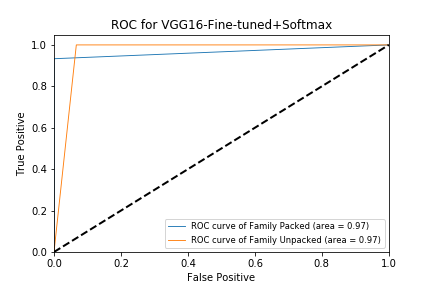 ROC for VGG16-Fine-tuned+Softmax
True Positive
1.0
0.8
0.6
0.4
0.2
0.0
ROC curve of Family Packed (area = 0.97)
ROC curve of Family Unpacked (area = 0.97)
0.0 0.2 0.4 0.6 0.8 1.0
False Positive